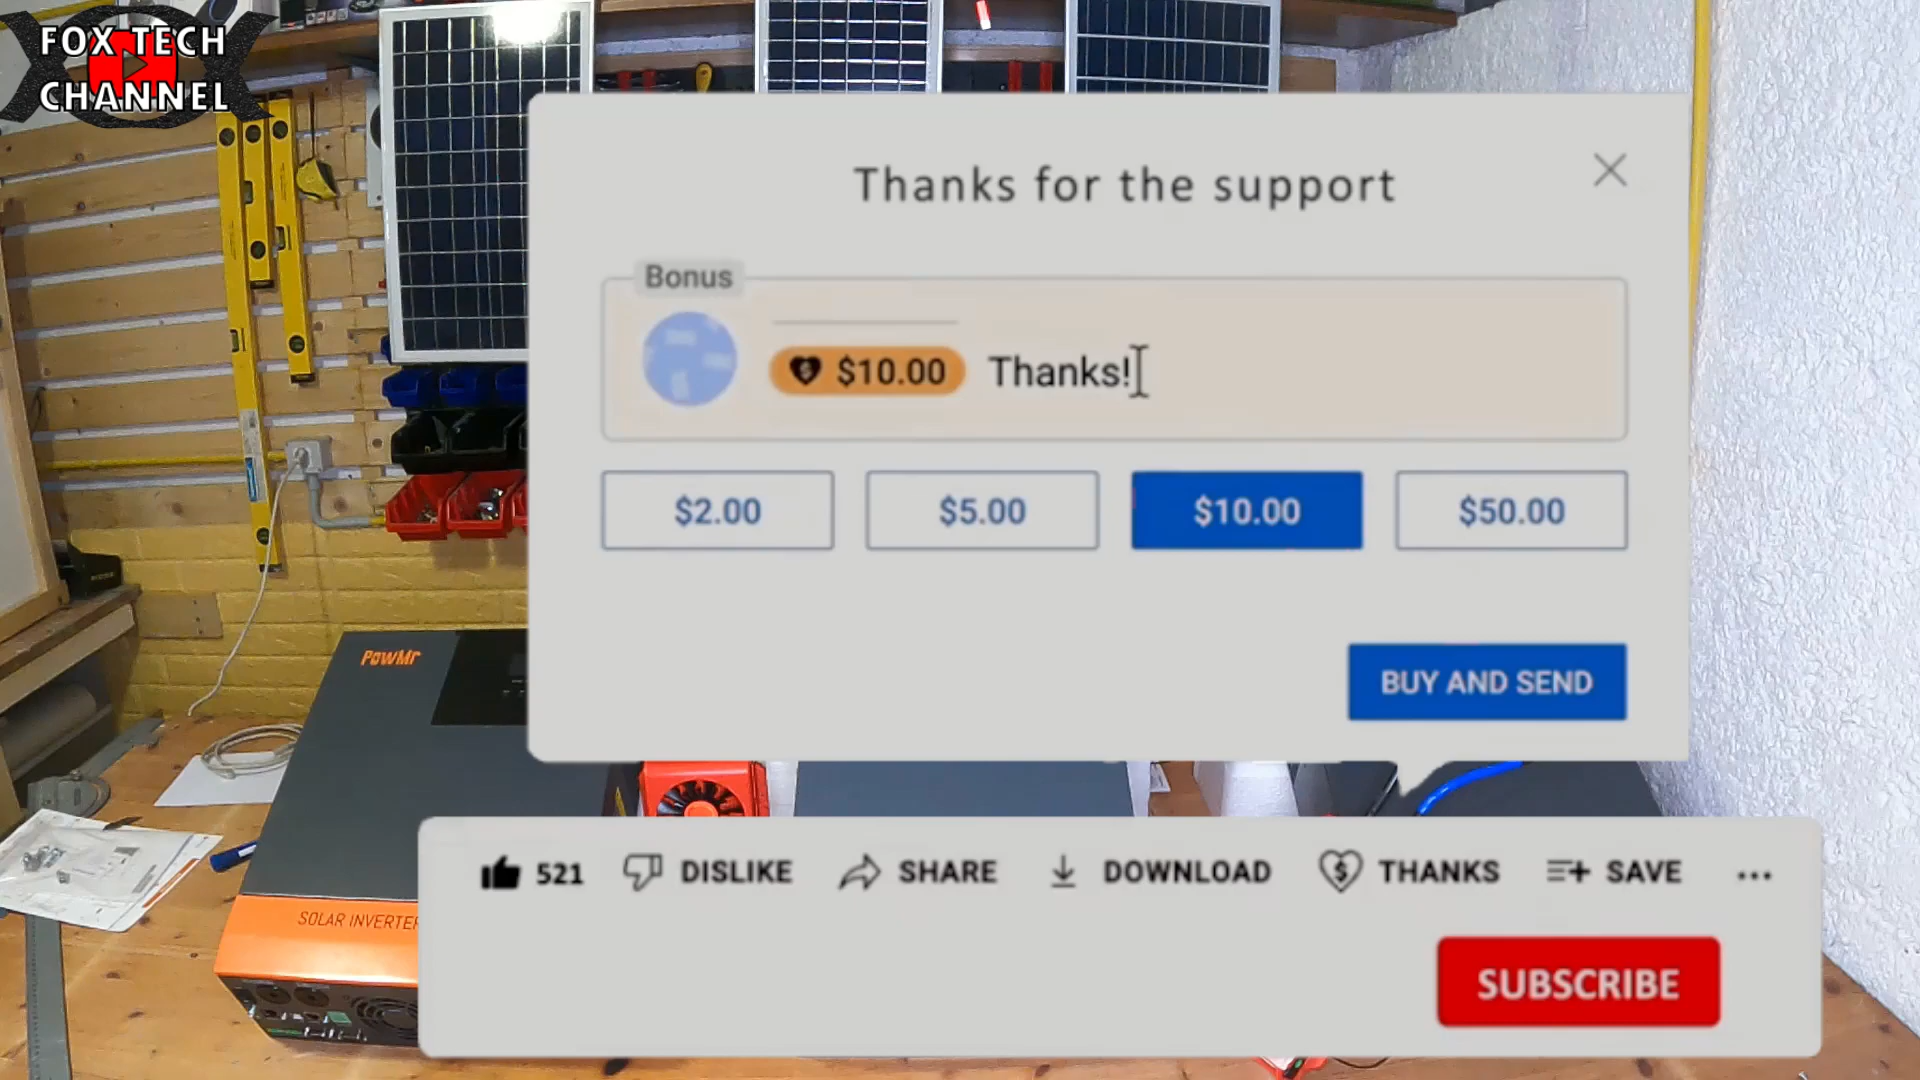 FOX TECH
CHANNEL
Thanks for the support
Bonus
$10.00 Thanks!
$2.00 $5.00 $10.00 $50.00
BUY AND SEND
PowMr
521 DISLIKE SHARE DOWNLOAD THANKS SAVE
SOLAR INVERTER
SUBSCRIBE